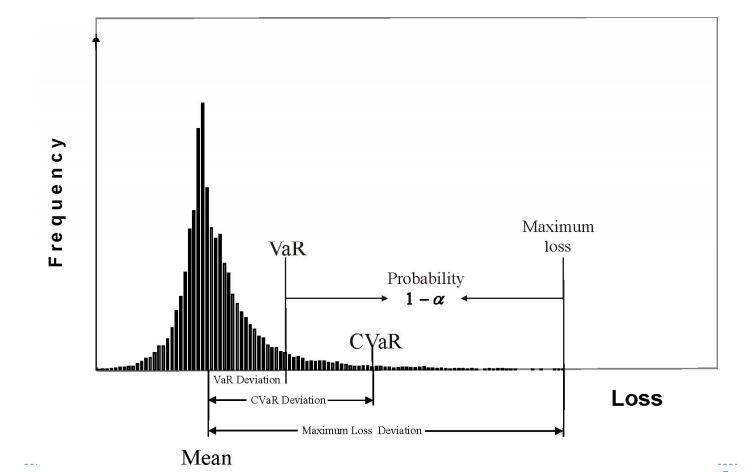 Frequency
Maximum
loss
VaR
Probability
1 − α
CVaR
VaR Deviation
CVaR Deviation
Loss
Maximum Loss Deviation
Mean